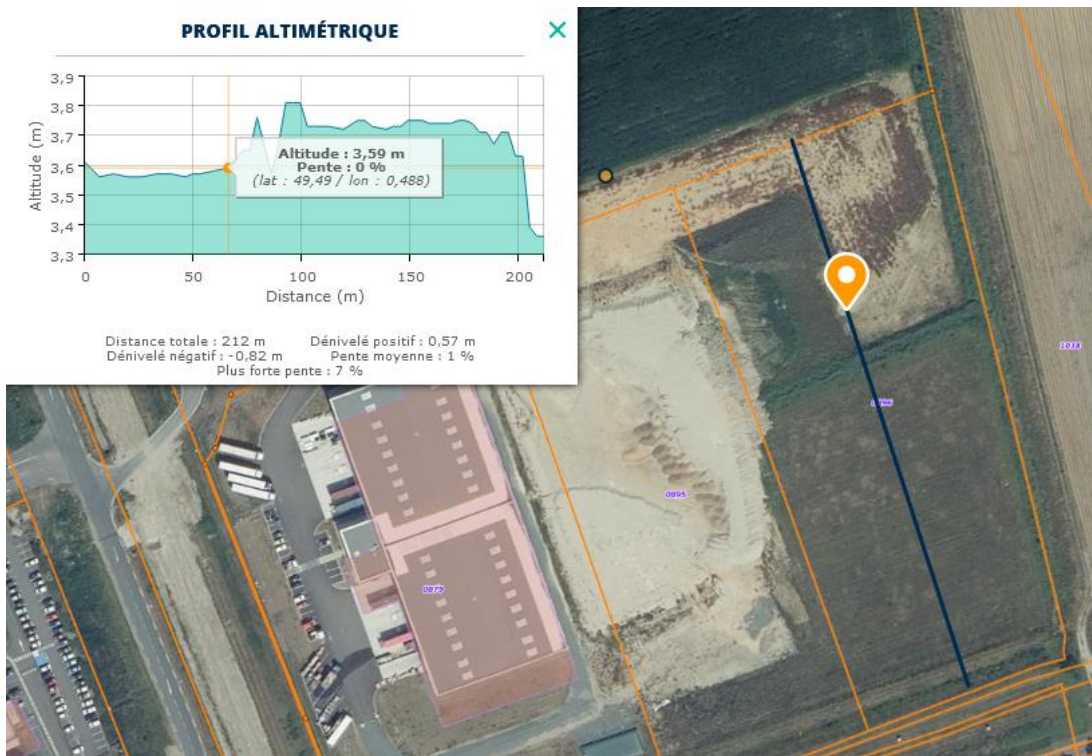 PROFIL ALTIMÉTRIQUE
3,9
3,8
3,7
3,6
3,5
3,4
3,3
Altitude (m)
Altitude : 3,59 m
Pente : 0 %
(lat : 49,49 / lon : 0,488)
0 50 100 150 200
Distance (m)
Distance totale : 212 m Dénivelé positif : 0,57 m
Dénivelé négatif : -0,82 m Pente moyenne : 1 %
Plus forte pente : 7 %
1038
0895
0879